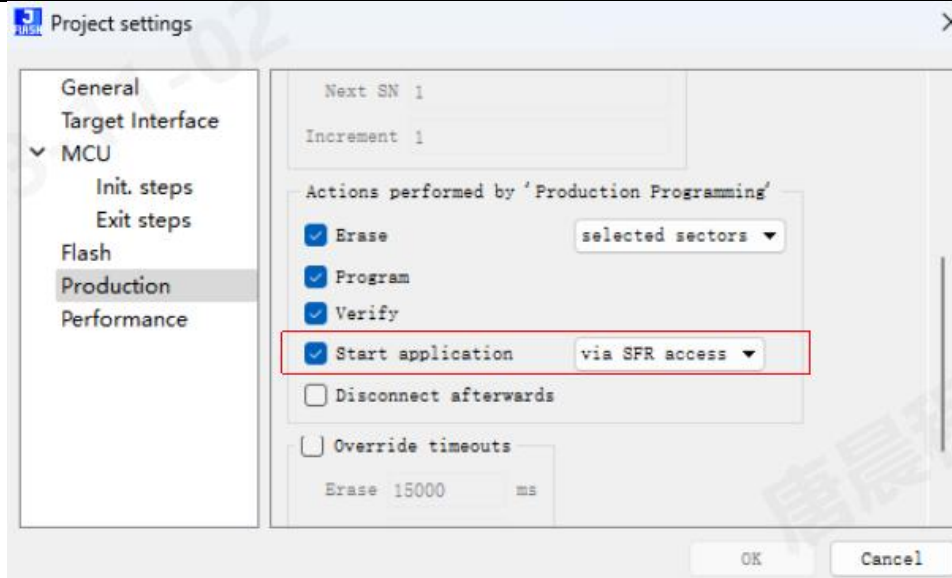 Project settings
General
Target Interface
MCU
Init. steps
Exit steps
Flash
Production
Performance
Next SN 1
Increment 1
Actions performed by 'Production Programming'
Erase selected sectors
Program
Verify
Start application via SFR access
Disconnect afterwards
Override timeouts
Erase 15000 ms
OK Cancel